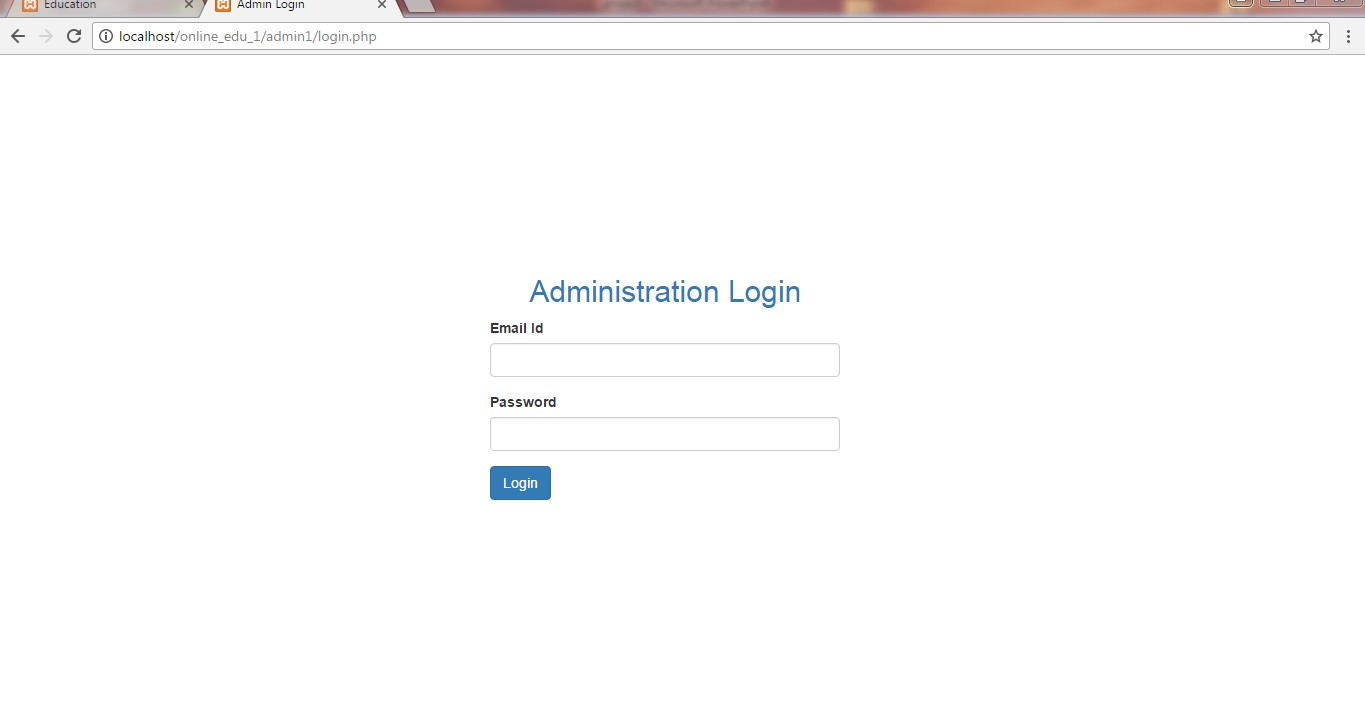 Education
Admin Login
localhost/online_edu_1/admin1/login.php
Administration Login
Email Id
Password
Login